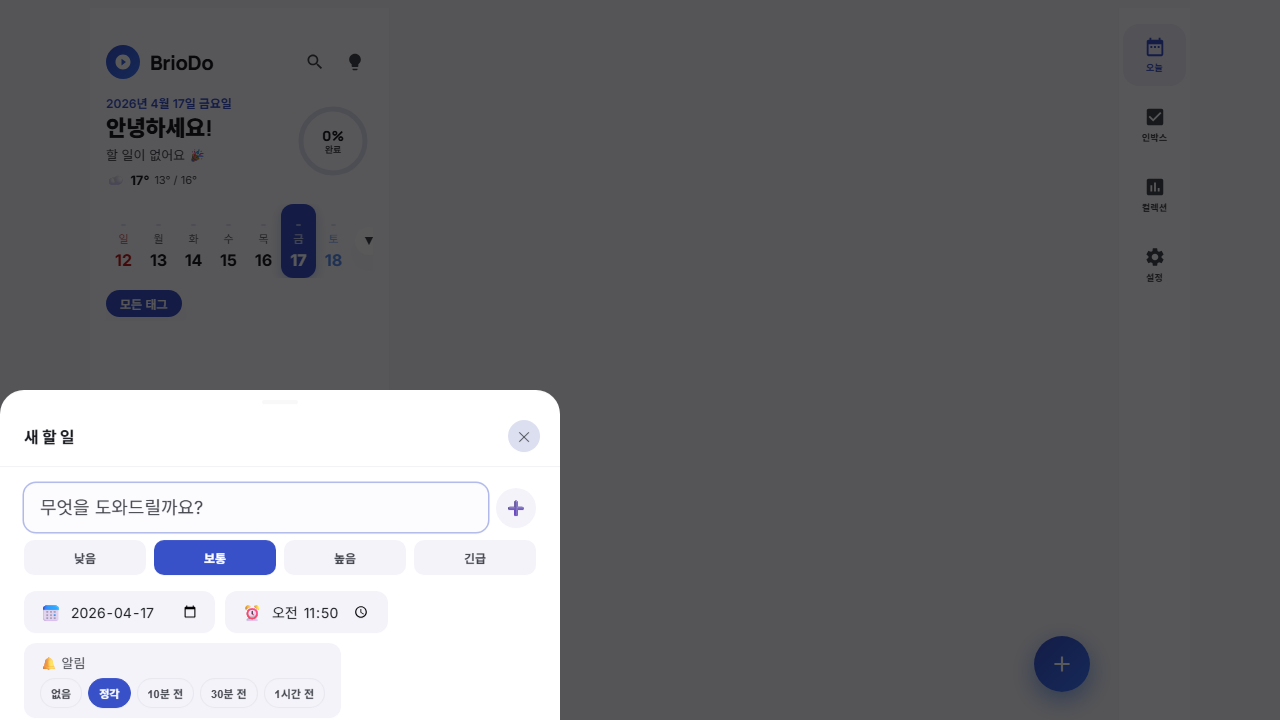 BrioDo
2026년 4월 17일 금요일
안녕하세요!
할 일이 없어요 🎉
17° 13° / 16°
0%
완료
일 월 화 수 목 금 토
12 13 14 15 16 17 18
▼
모든 태그
오늘
인박스
컬렉션
설정
새 할 일
무엇을 도와드릴까요?
낮음 보통 높음 긴급
2026-04-17 오전 11:50
🔔 알림
없음 정각 10분 전 30분 전 1시간 전